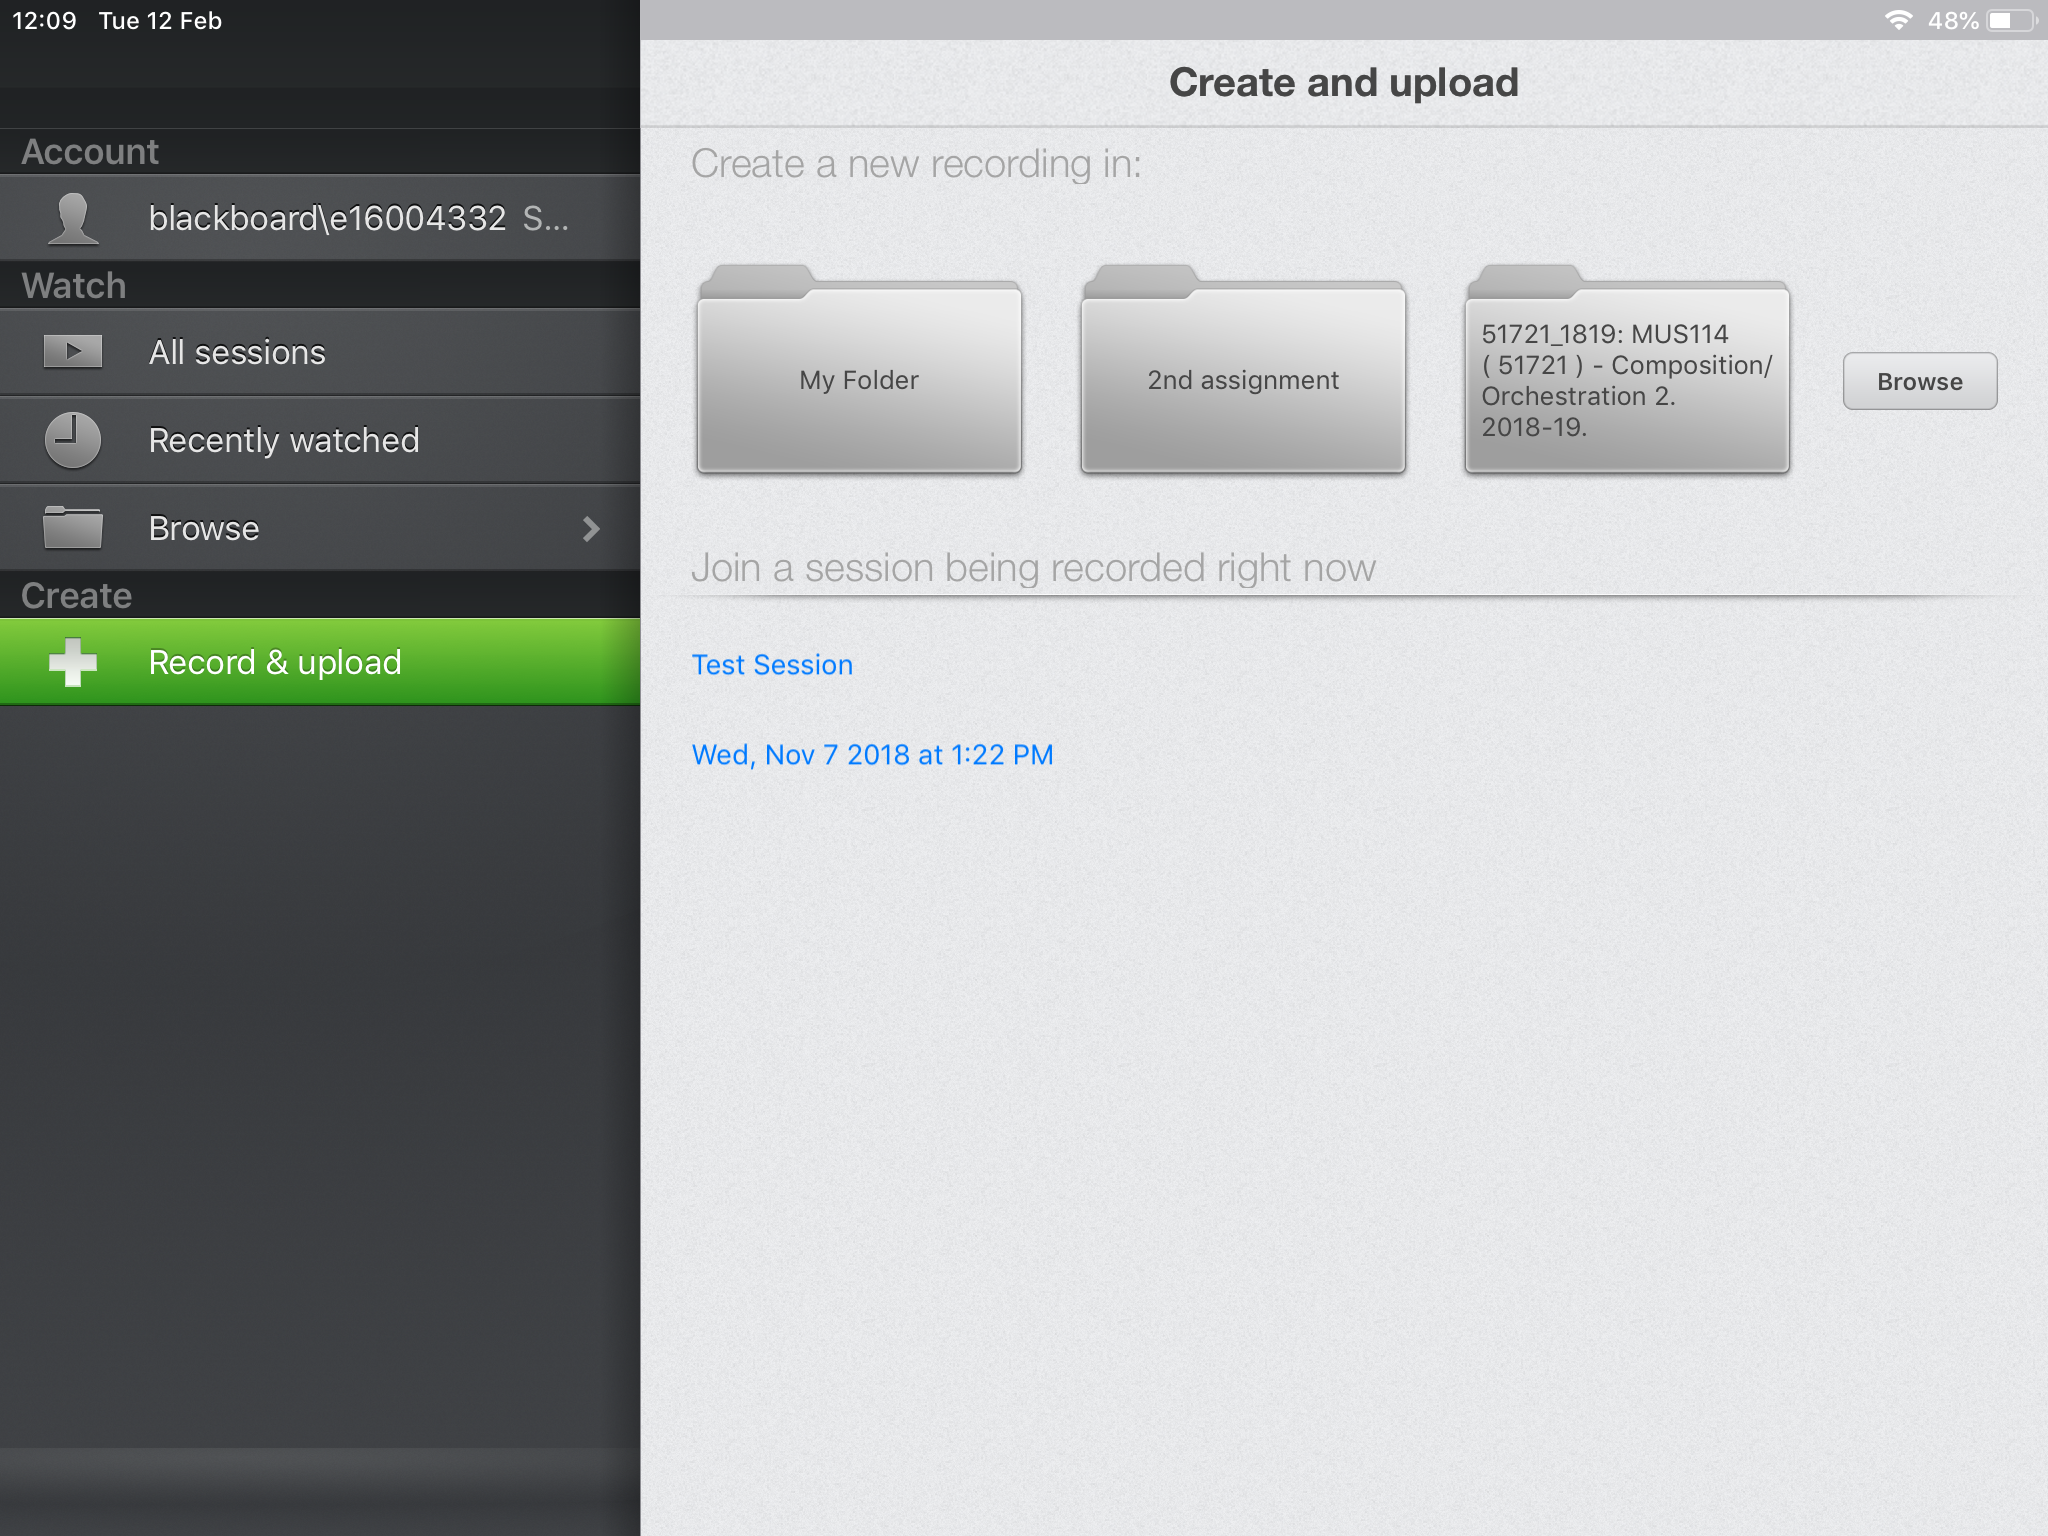 12:09 Tue 12 Feb
48%
Account
blackboard\e16004332 S...
Watch
All sessions
Recently watched
Browse
Create
Record & upload
Create and upload
Create a new recording in:
My Folder
2nd assignment
51721_1819: MUS114
( 51721 ) - Composition/
Orchestration 2.
2018-19.
Browse
Join a session being recorded right now
Test Session
Wed, Nov 7 2018 at 1:22 PM